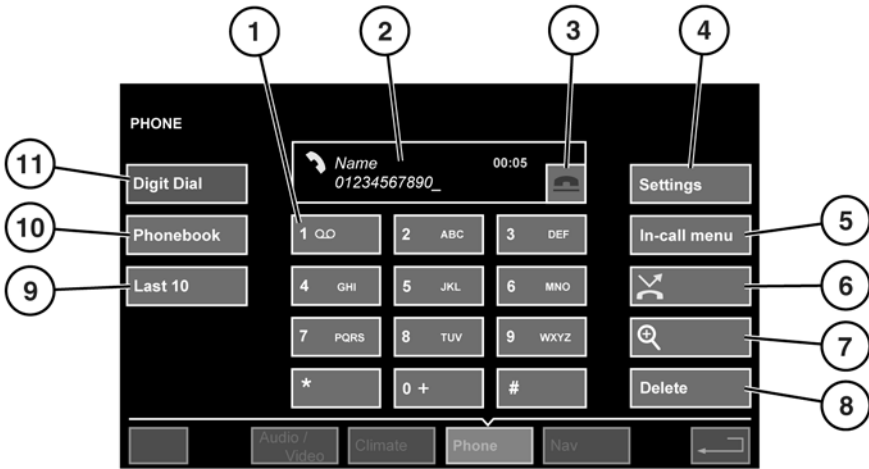 1
2
3
4
PHONE
Name 00:05
01234567890_
11
Digit Dial
Settings
10
Phonebook
1
2 ABC
3 DEF
In-call menu
5
9
Last 10
4 GHI
5 JKL
6 MNO
6
7 PQRS
8 TUV
9 WXYZ
7
*
0 +
#
Delete
8
Audio /
Video
Climate
Phone
Nav